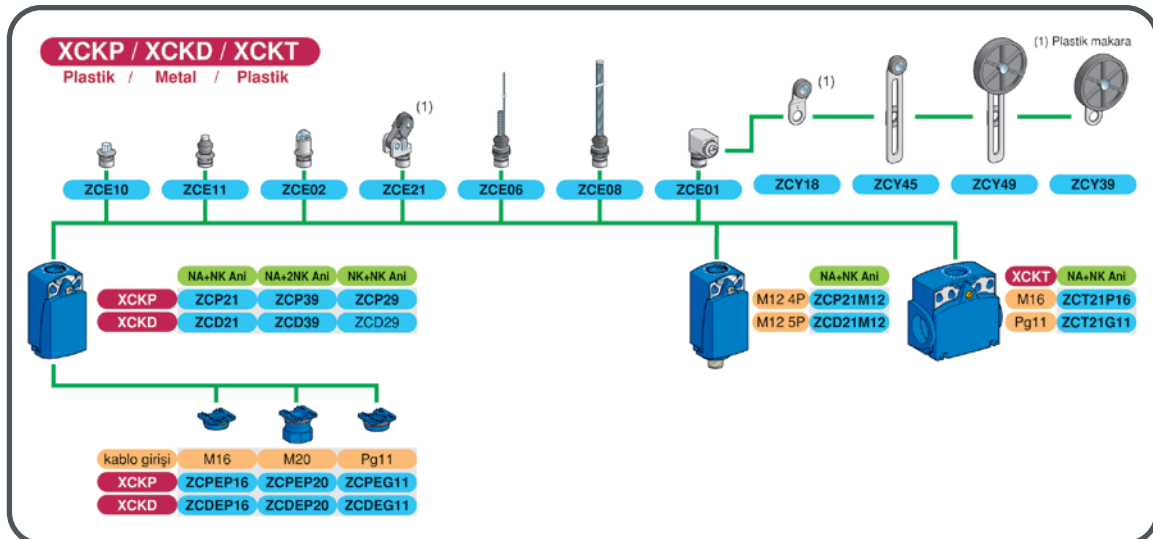 XCKP / XCKD / XCKT
Plastik / Metal / Plastik
(1) Plastik makara
(1)
(1)
ZCE10 ZCE11 ZCE02 ZCE21 ZCE06 ZCE08 ZCE01 ZCY18 ZCY45 ZCY49 ZCY39
NA+NK Ani NA+2NK Ani NK+NK Ani
XCKP ZCP21 ZCP39 ZCP29
XCKD ZCD21 ZCD39 ZCD29
NA+NK Ani
M12 4P ZCP21M12
M12 5P ZCD21M12
XCKT NA+NK Ani
M16 ZCT21P16
Pg11 ZCT21G11
kablo girişi M16 M20 Pg11
XCKP ZCPEP16 ZCPEP20 ZCPEG11
XCKD ZCDEP16 ZCDEP20 ZCDEG11